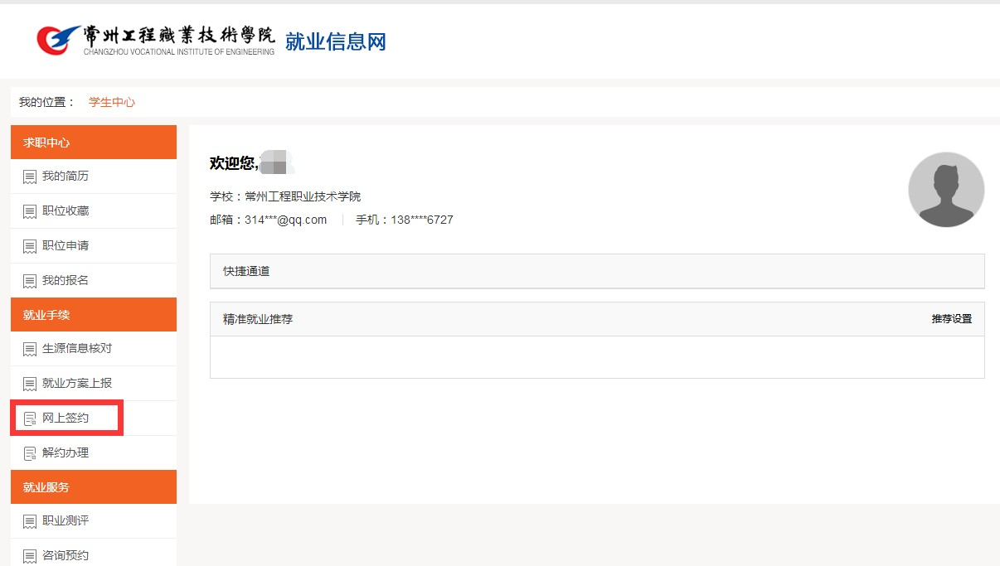 常州工程職業技術學院 就业信息网
CHANGZHOU VOCATIONAL INSTITUTE OF ENGINEERING
我的位置： 学生中心
求职中心
我的简历
职位收藏
职位申请
我的报名
就业手续
生源信息核对
就业方案上报
网上签约
解约办理
就业服务
职业测评
咨询预约
欢迎您,
学校：常州工程职业技术学院
邮箱：314***@qq.com 手机：138****6727
快捷通道
精准就业推荐 推荐设置